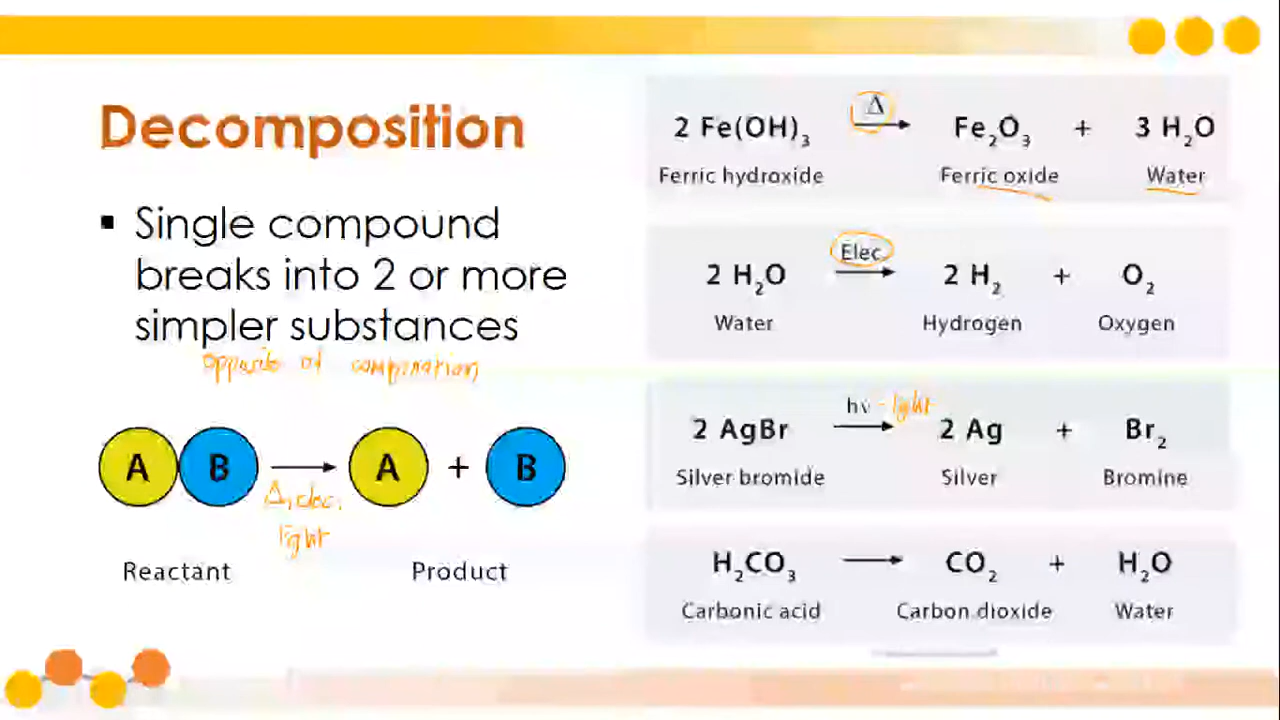 Decomposition
▪ Single compound
breaks into 2 or more
simpler substances
opposite of combination
A B → A + B
Δ, elec,
light
Reactant Product
2 Fe(OH)₃ Δ→ Fe₂O₃ + 3 H₂O
Ferric hydroxide Ferric oxide Water
Elec
2 H₂O → 2 H₂ + O₂
Water Hydrogen Oxygen
hν - light
2 AgBr → 2 Ag + Br₂
Silver bromide Silver Bromine
H₂CO₃ → CO₂ + H₂O
Carbonic acid Carbon dioxide Water